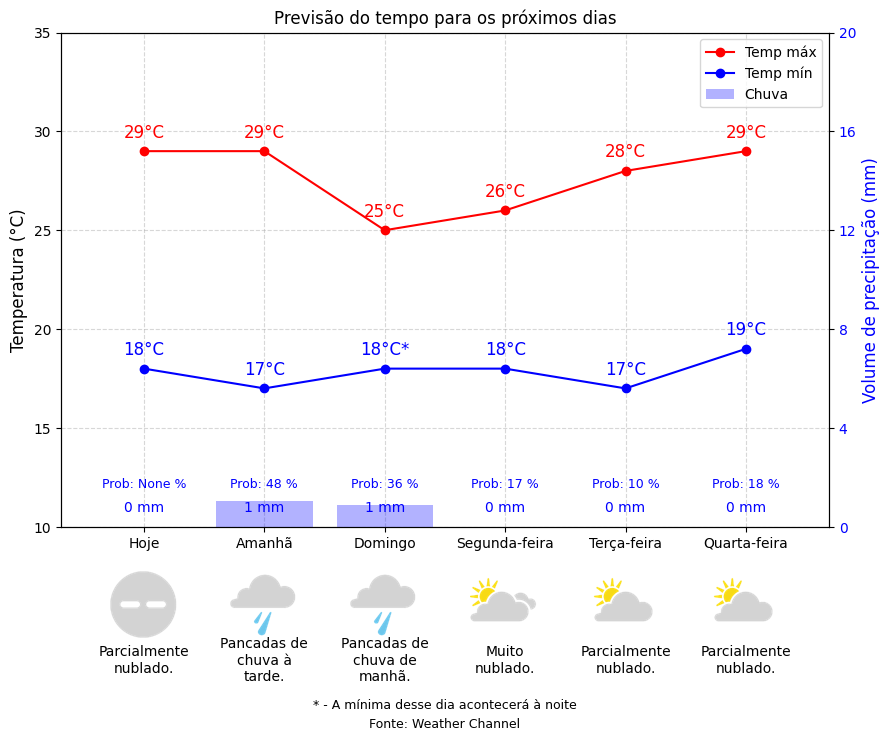 Previsão do tempo para os próximos dias
35
30
25
20
15
10
Temperatura (°C)
20
16
12
8
4
0
Volume de precipitação (mm)
Temp máx
Temp mín
Chuva
29°C
29°C
25°C
26°C
28°C
29°C
18°C
17°C
18°C*
18°C
17°C
19°C
Prob: None %
Prob: 48 %
Prob: 36 %
Prob: 17 %
Prob: 10 %
Prob: 18 %
0 mm
1 mm
1 mm
0 mm
0 mm
0 mm
Hoje
Amanhã
Domingo
Segunda-feira
Terça-feira
Quarta-feira
Parcialmente
nublado.
Pancadas de
chuva à
tarde.
Pancadas de
chuva de
manhã.
Muito
nublado.
Parcialmente
nublado.
Parcialmente
nublado.
* - A mínima desse dia acontecerá à noite
Fonte: Weather Channel